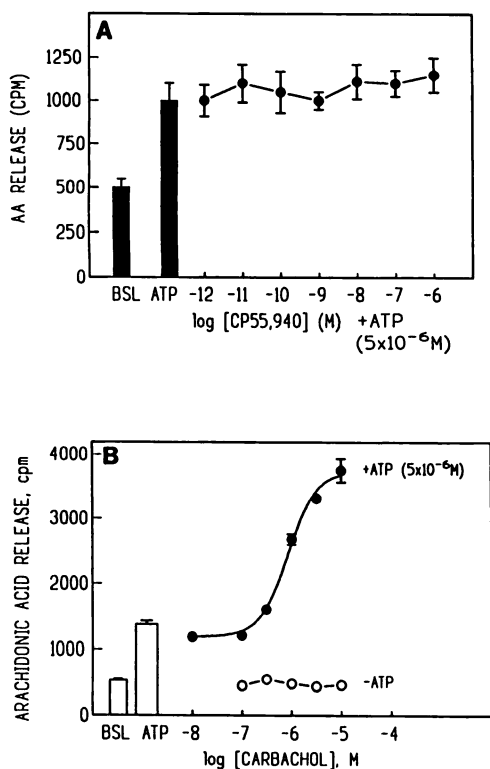 A
AA RELEASE (CPM)
1250
1000
750
500
250
0
BSL ATP -12 -11 -10 -9 -8 -7 -6
log [CP55,940] (M) +ATP
(5x10⁻⁶M)
B
ARACHIDONIC ACID RELEASE, cpm
4000
3000
2000
1000
0
+ATP (5x10⁻⁶M)
-ATP
BSL ATP -8 -7 -6 -5 -4
log [CARBACHOL], M